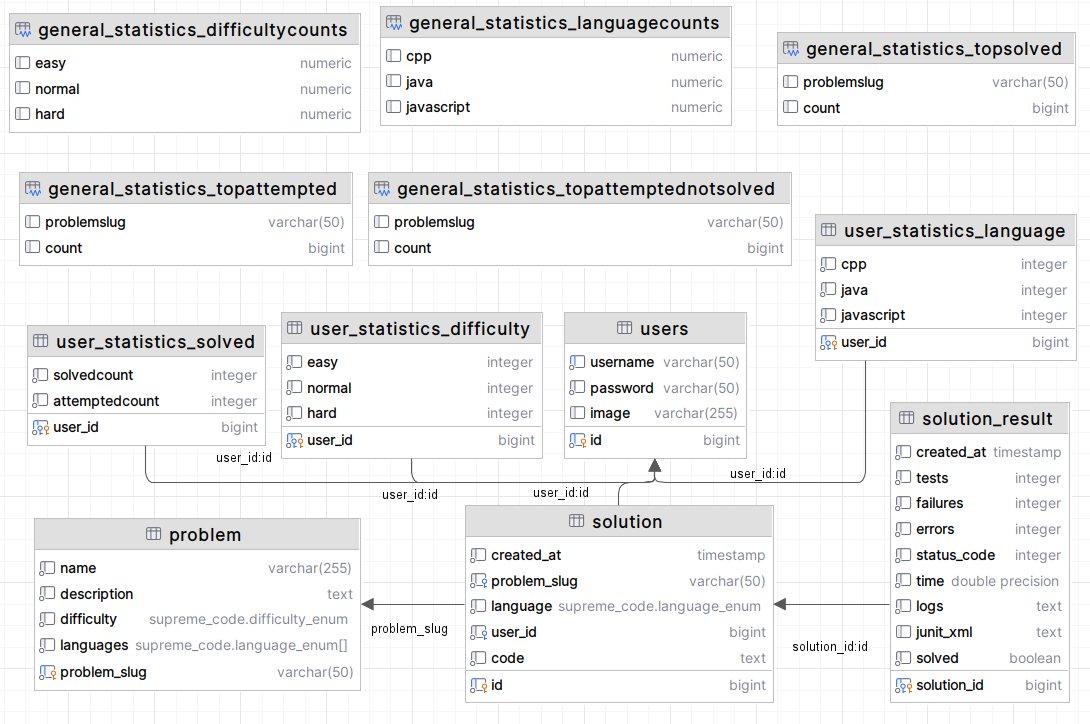 general_statistics_difficultycounts
easy numeric
normal numeric
hard numeric
general_statistics_languagecounts
cpp numeric
java numeric
javascript numeric
general_statistics_topsolved
problemslug varchar(50)
count bigint
general_statistics_topattempted
problemslug varchar(50)
count bigint
general_statistics_topattemptednotsolved
problemslug varchar(50)
count bigint
user_statistics_language
cpp integer
java integer
javascript integer
user_id bigint
user_statistics_solved
solvedcount integer
attemptedcount integer
user_id bigint
user_statistics_difficulty
easy integer
normal integer
hard integer
user_id bigint
users
username varchar(50)
password varchar(50)
image varchar(255)
id bigint
solution_result
created_at timestamp
tests integer
failures integer
errors integer
status_code integer
time double precision
logs text
junit_xml text
solved boolean
solution_id bigint
user_id:id
user_id:id
user_id:id
user_id:id
problem
name varchar(255)
description text
difficulty supreme_code.difficulty_enum
languages supreme_code.language_enum[]
problem_slug varchar(50)
problem_slug
solution
created_at timestamp
problem_slug varchar(50)
language supreme_code.language_enum
user_id bigint
code text
id bigint
solution_id:id